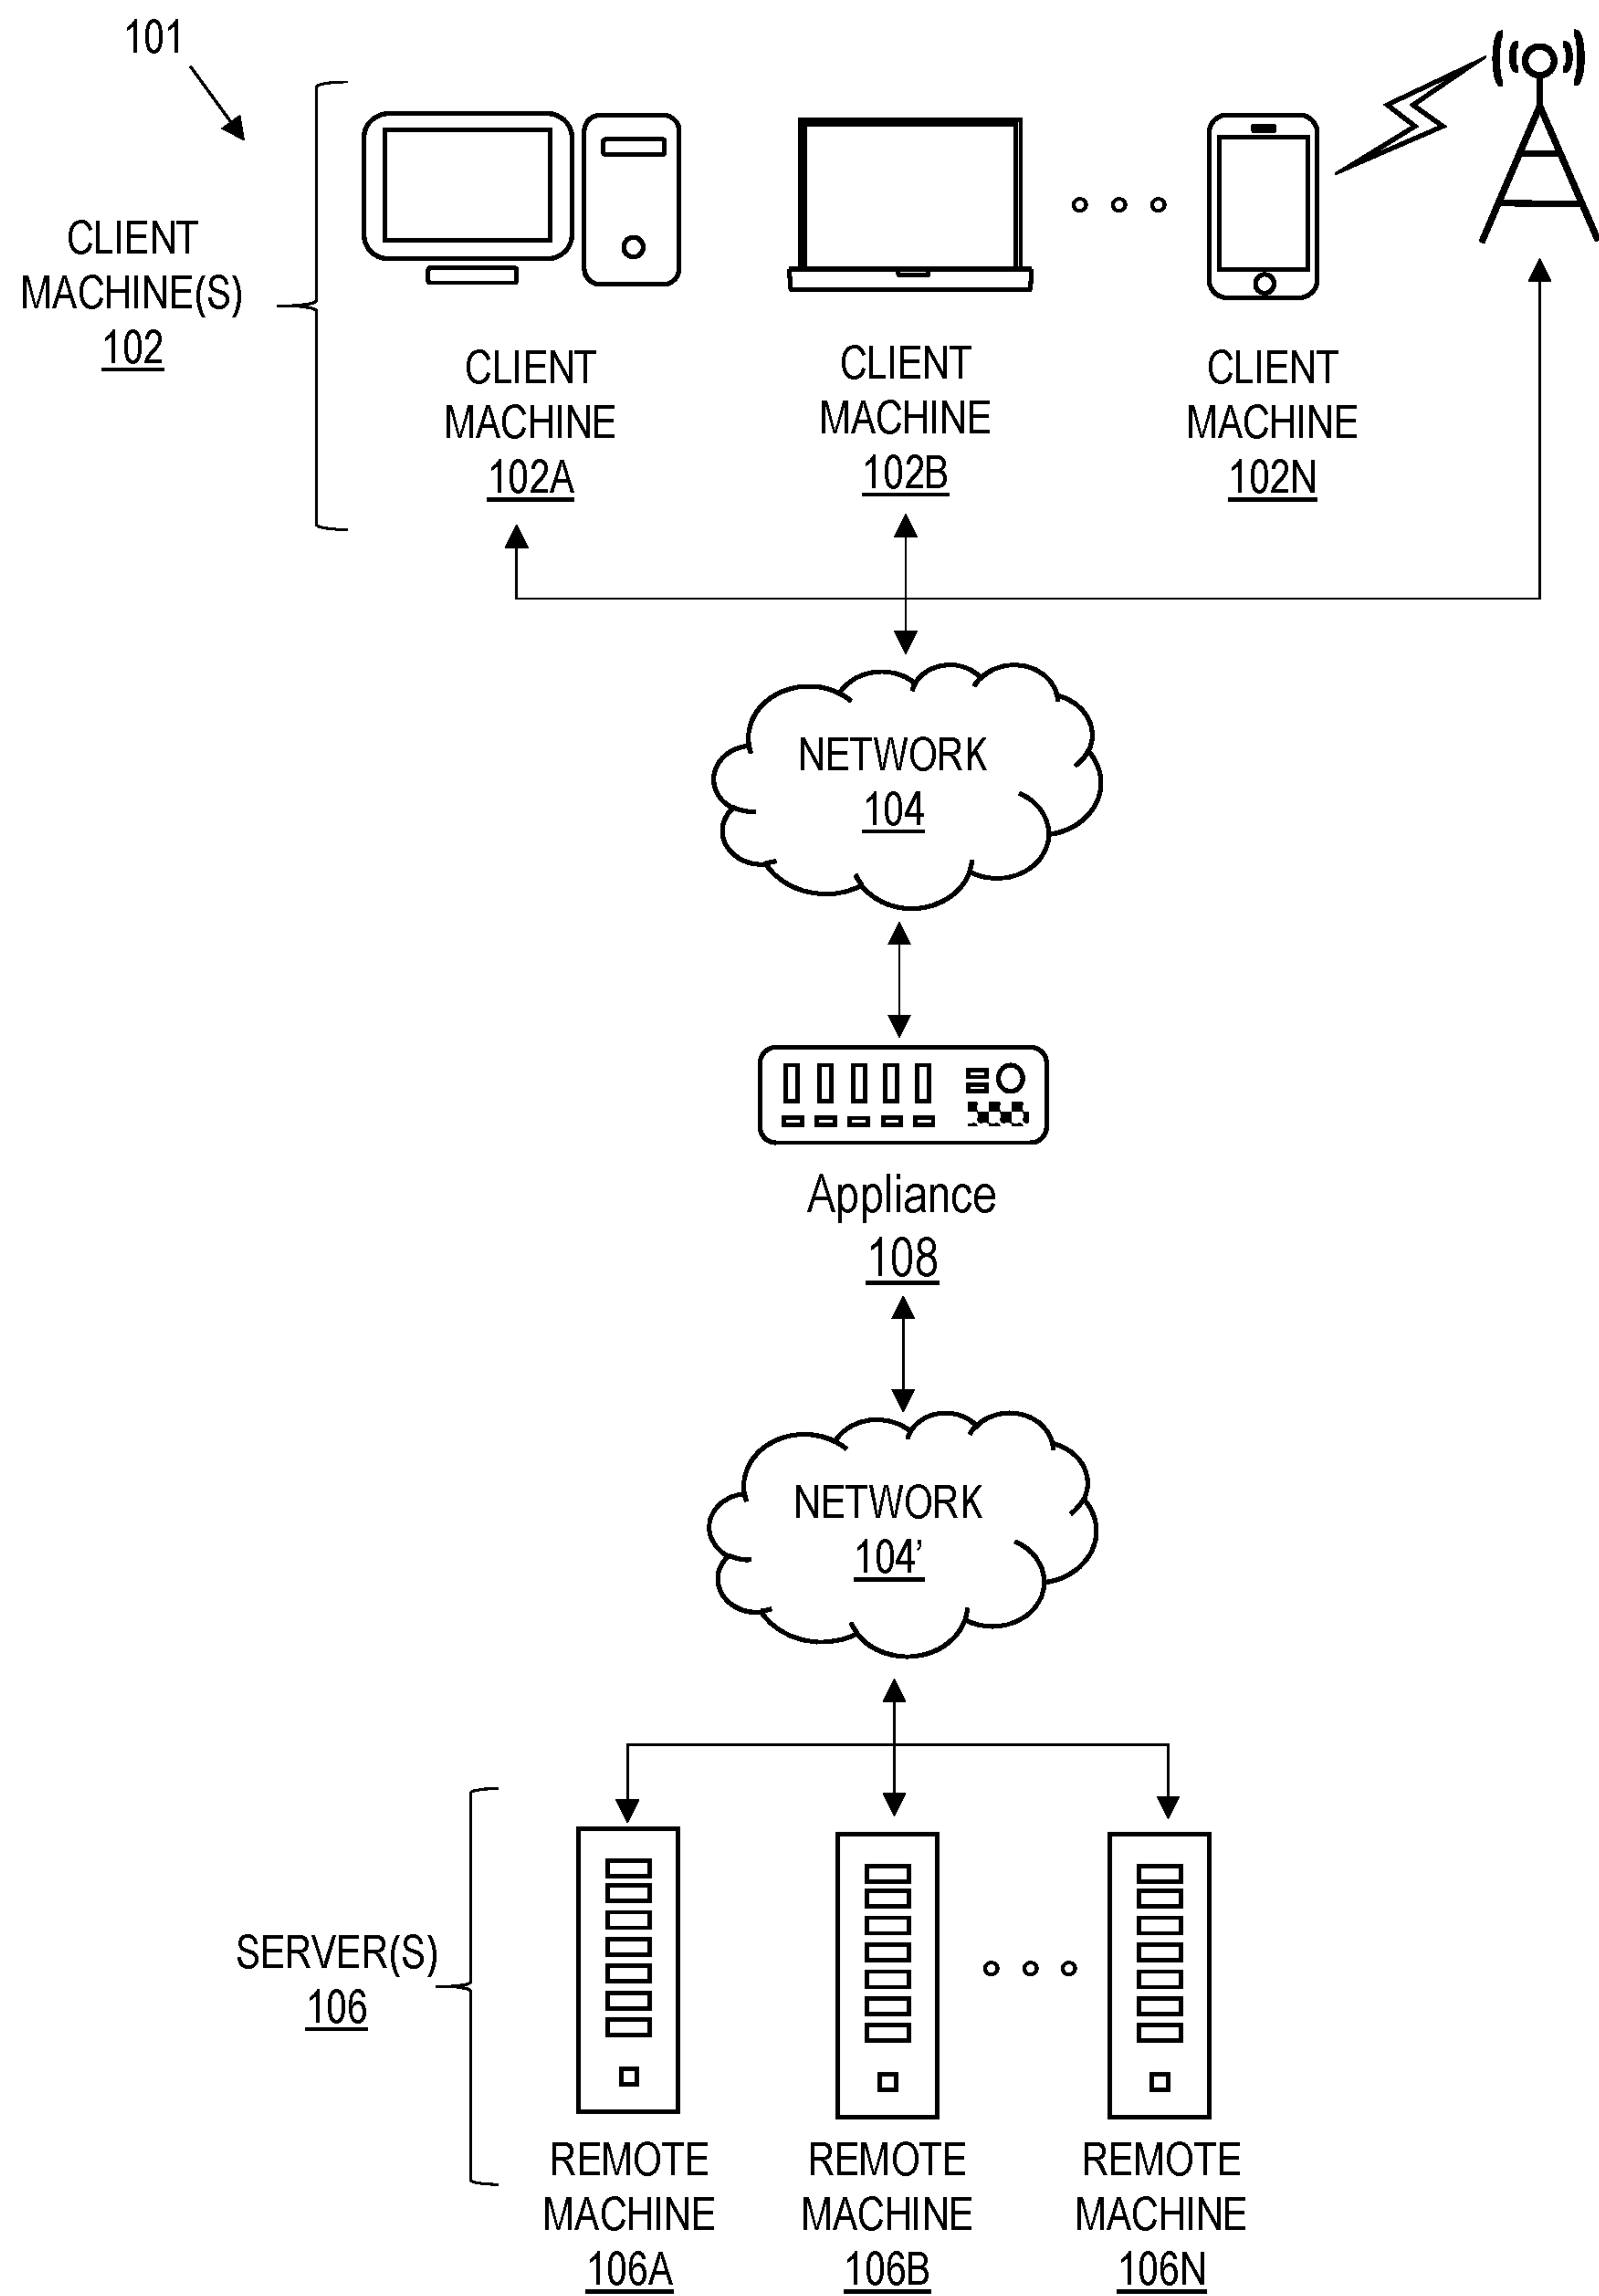 101
CLIENT
MACHINE(S)
102
CLIENT
MACHINE
102A
CLIENT
MACHINE
102B
CLIENT
MACHINE
102N
NETWORK
104
Appliance
108
NETWORK
104’
SERVER(S)
106
REMOTE
MACHINE
106A
REMOTE
MACHINE
106B
REMOTE
MACHINE
106N